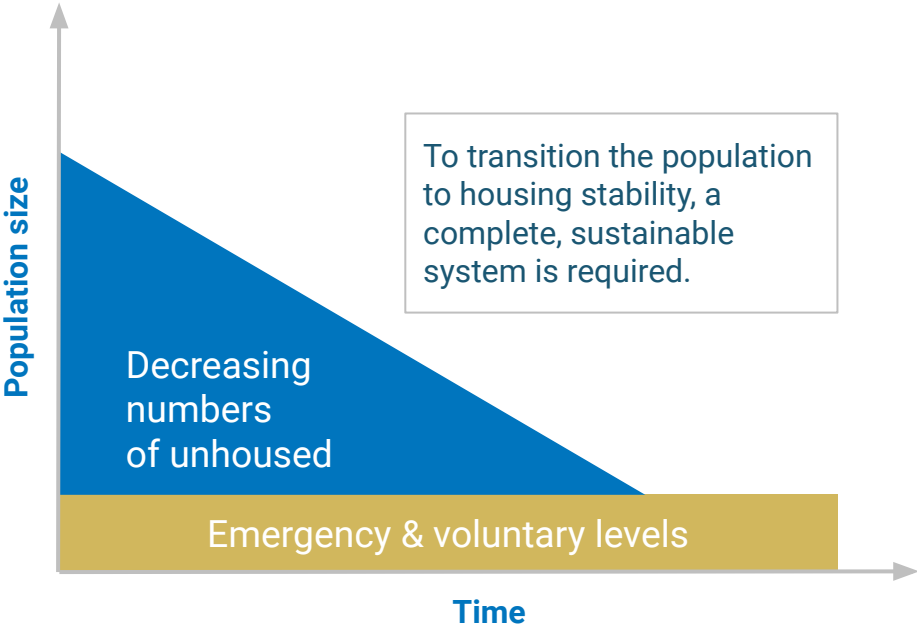 Population size
To transition the population
to housing stability, a
complete, sustainable
system is required.
Decreasing
numbers
of unhoused
Emergency & voluntary levels
Time